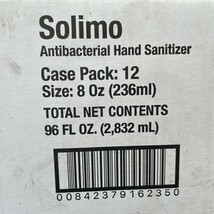 Solimo
Antibacterial Hand Sanitizer
Case Pack: 12
Size: 8 Oz (236ml)
TOTAL NET CONTENTS
96 FL OZ. (2,832 mL)
00842379162350